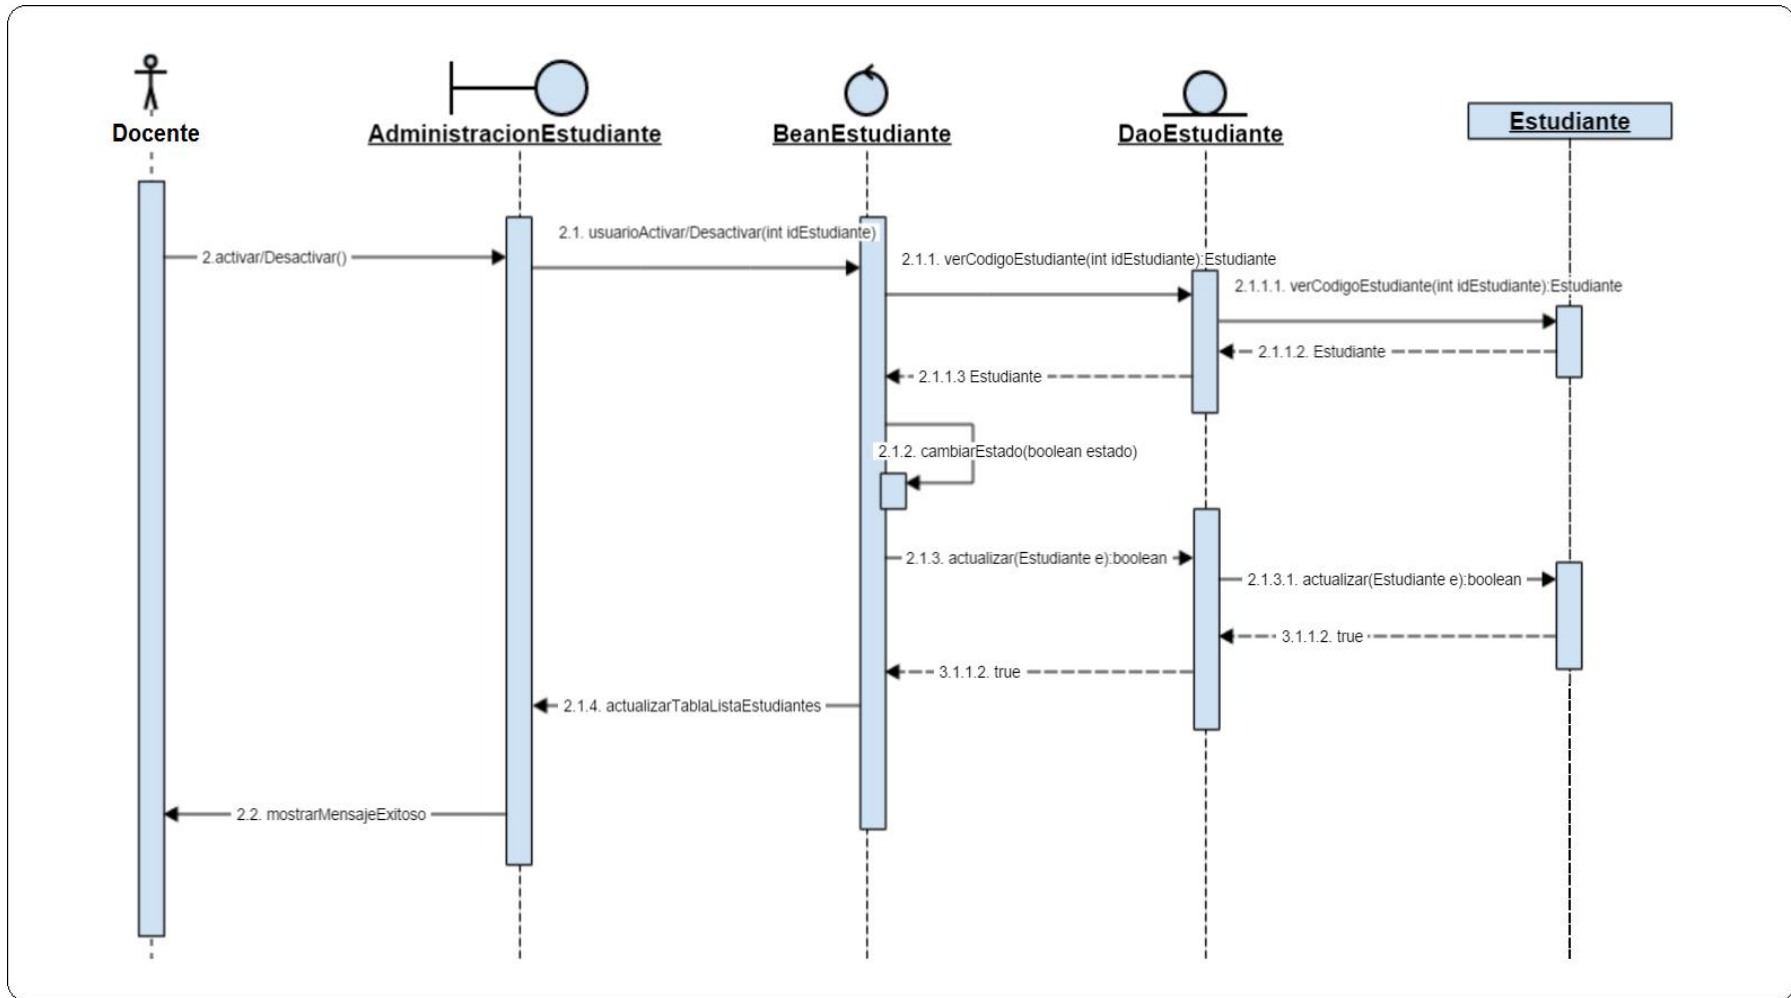 Docente
AdministracionEstudiante
BeanEstudiante
DaoEstudiante
Estudiante
2.1. usuarioActivar/Desactivar(int idEstudiante)
2.activar/Desactivar()
2.1.1. verCodigoEstudiante(int idEstudiante):Estudiante
2.1.1.1. verCodigoEstudiante(int idEstudiante):Estudiante
2.1.1.2. Estudiante
2.1.1.3 Estudiante
2.1.2. cambiarEstado(boolean estado)
2.1.3. actualizar(Estudiante e):boolean
2.1.3.1. actualizar(Estudiante e):boolean
3.1.1.2. true
3.1.1.2. true
2.1.4. actualizarTablaListaEstudiantes
2.2. mostrarMensajeExitoso